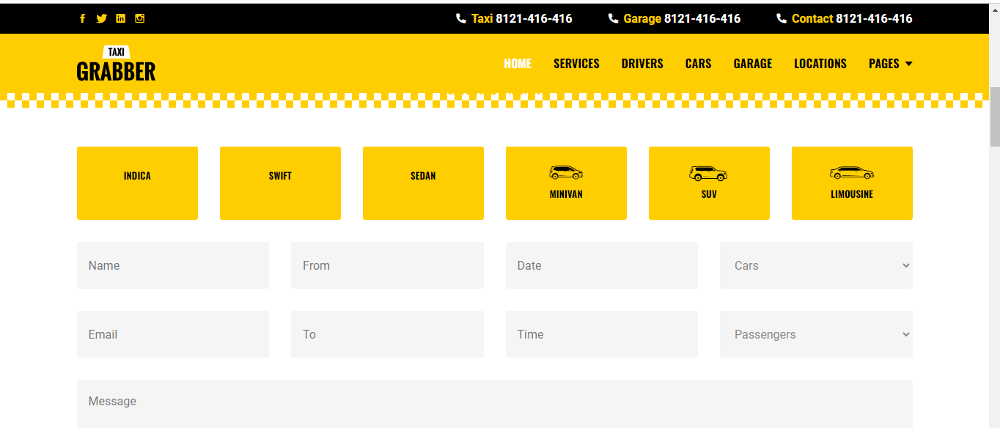 Taxi 8121-416-416 Garage 8121-416-416 Contact 8121-416-416
TAXI
GRABBER
HOME SERVICES DRIVERS CARS GARAGE LOCATIONS PAGES
INDICA SWIFT SEDAN MINIVAN SUV LIMOUSINE
Name From Date Cars
Email To Time Passengers
Message